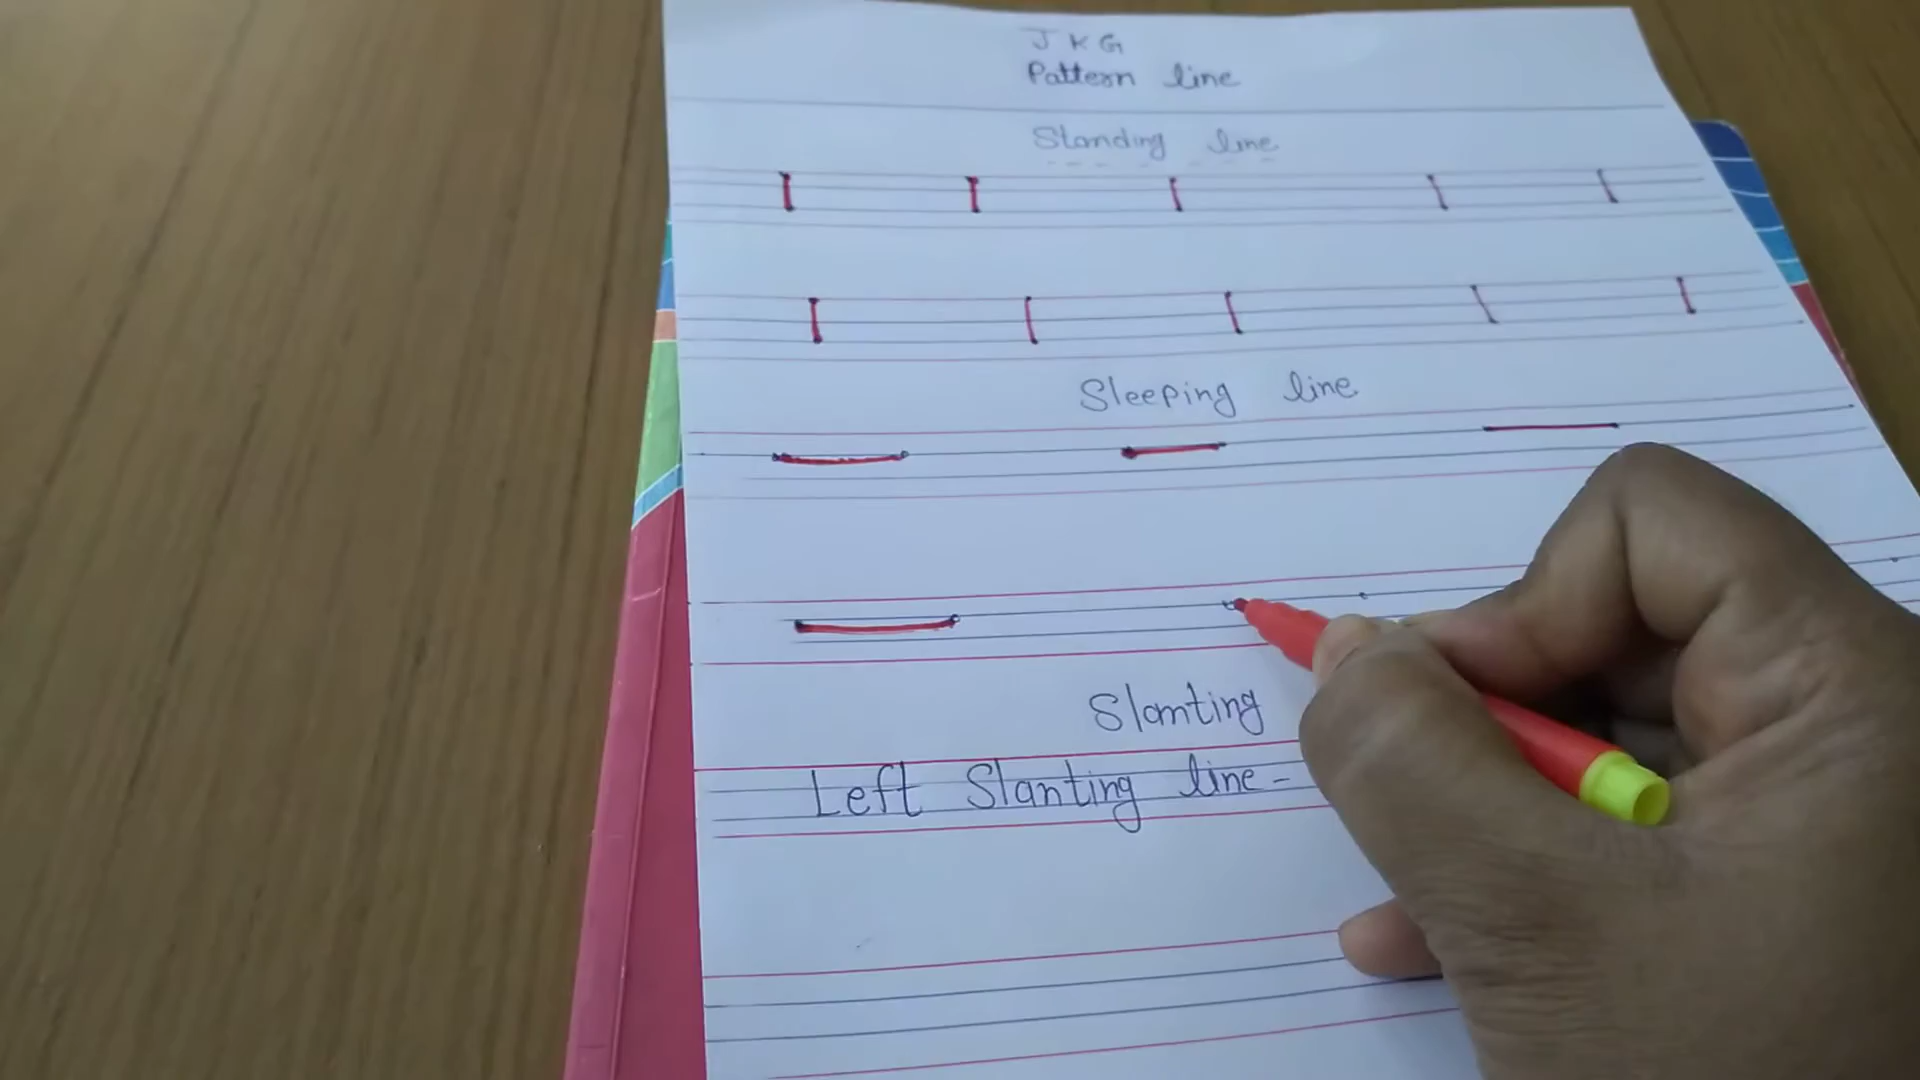 JKG
Pattern line
Standing line
Sleeping line
Slanting
Left Slanting line-